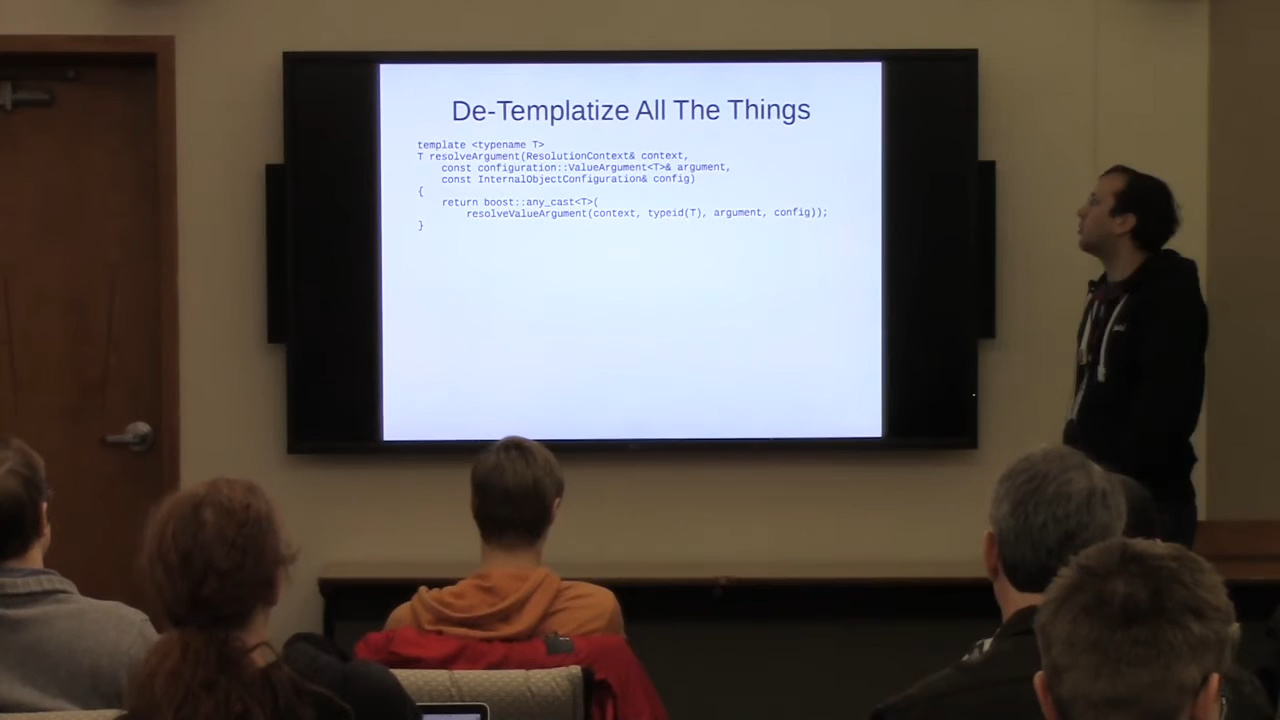 De-Templatize All The Things
template <typename T>
T resolveArgument(ResolutionContext& context,
    const configuration::ValueArgument<T>& argument,
    const InternalObjectConfiguration& config)
{
    return boost::any_cast<T>(
        resolveValueArgument(context, typeid(T), argument, config));
}